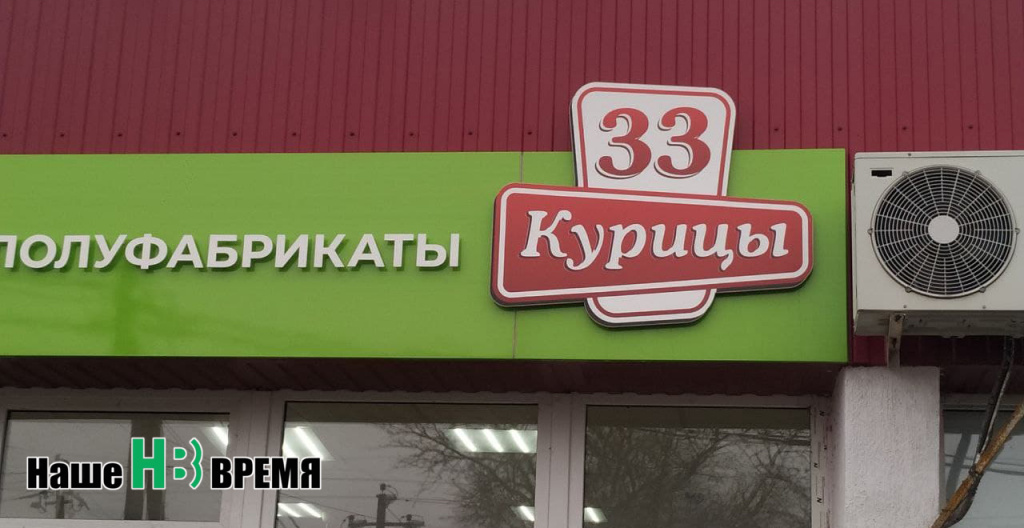 33
ПОЛУФАБРИКАТЫ
Курицы
Наше НВ ВРЕМЯ